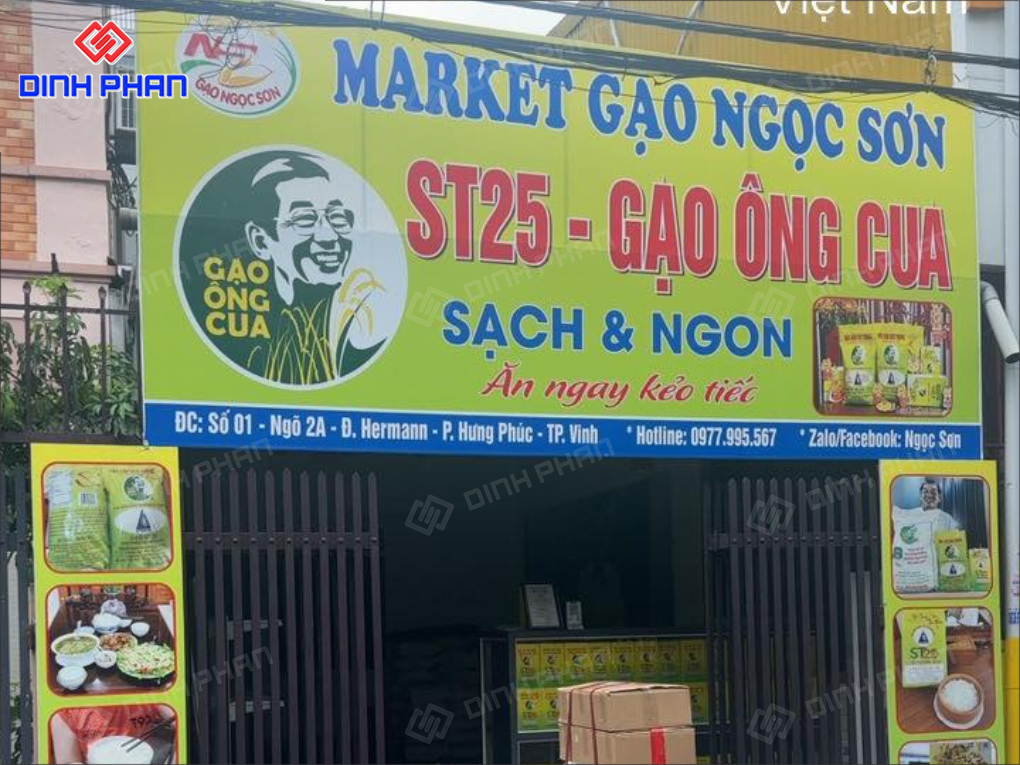 Việt Nam
DINH PHAN
NS
GẠO NGỌC SƠN
MARKET GẠO NGỌC SƠN
ST25 - GẠO ÔNG CUA
GẠO
ÔNG
CUA
SẠCH & NGON
Ăn ngay kẻo tiếc
ĐC: Số 01 - Ngõ 2A - Đ. Hermann - P. Hưng Phúc - TP. Vinh * Hotline: 0977.995.567 * Zalo/Facebook: Ngọc Sơn
ST25